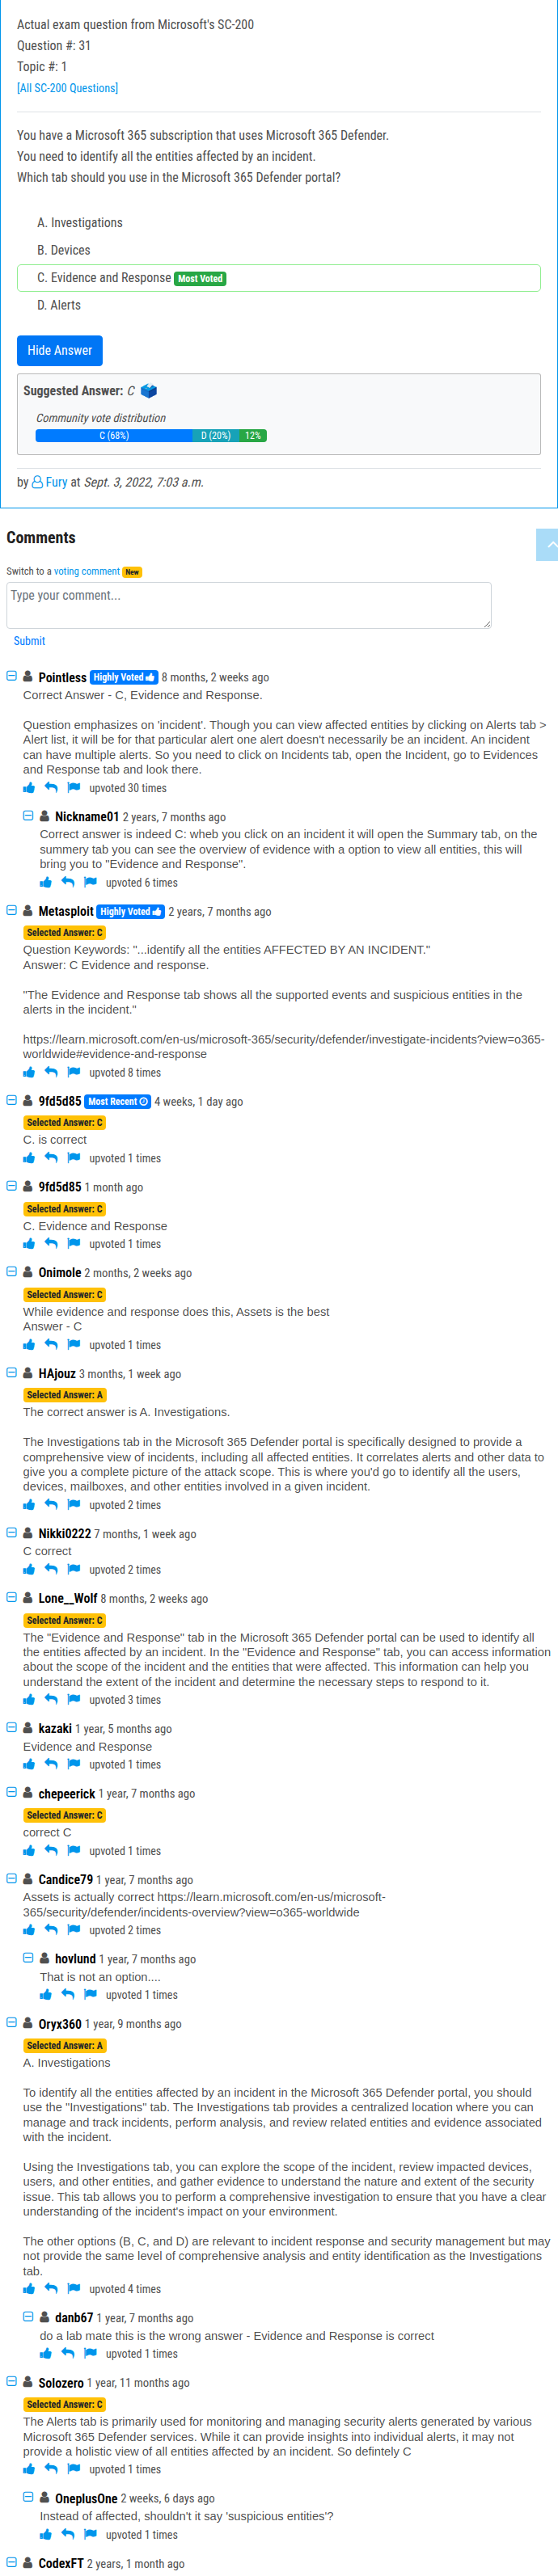 Actual exam question from Microsoft's SC-200
Question #: 31
Topic #: 1
[All SC-200 Questions]
You have a Microsoft 365 subscription that uses Microsoft 365 Defender.
You need to identify all the entities affected by an incident.
Which tab should you use in the Microsoft 365 Defender portal?
A. Investigations
B. Devices
C. Evidence and Response Most Voted
D. Alerts
Hide Answer
Suggested Answer: C
Community vote distribution
C (68%) D (20%) 12%
by Fury at Sept. 3, 2022, 7:03 a.m.
Comments
Switch to a voting comment New
Type your comment...
Submit
Pointless Highly Voted 8 months, 2 weeks ago
Correct Answer - C, Evidence and Response.
Question emphasizes on 'incident'. Though you can view affected entities by clicking on Alerts tab >
Alert list, it will be for that particular alert one alert doesn't necessarily be an incident. An incident
can have multiple alerts. So you need to click on Incidents tab, open the Incident, go to Evidences
and Response tab and look there.
upvoted 30 times
Nickname01 2 years, 7 months ago
Correct answer is indeed C: wheb you click on an incident it will open the Summary tab, on the
summery tab you can see the overview of evidence with a option to view all entities, this will
bring you to "Evidence and Response".
upvoted 6 times
Metasploit Highly Voted 2 years, 7 months ago
Selected Answer: C
Question Keywords: "...identify all the entities AFFECTED BY AN INCIDENT."
Answer: C Evidence and response.
"The Evidence and Response tab shows all the supported events and suspicious entities in the
alerts in the incident."
https://learn.microsoft.com/en-us/microsoft-365/security/defender/investigate-incidents?view=o365-
worldwide#evidence-and-response
upvoted 8 times
9fd5d85 Most Recent 4 weeks, 1 day ago
Selected Answer: C
C. is correct
upvoted 1 times
9fd5d85 1 month ago
Selected Answer: C
C. Evidence and Response
upvoted 1 times
Onimole 2 months, 2 weeks ago
Selected Answer: C
While evidence and response does this, Assets is the best
Answer - C
upvoted 1 times
HAjouz 3 months, 1 week ago
Selected Answer: A
The correct answer is A. Investigations.
The Investigations tab in the Microsoft 365 Defender portal is specifically designed to provide a
comprehensive view of incidents, including all affected entities. It correlates alerts and other data to
give you a complete picture of the attack scope. This is where you'd go to identify all the users,
devices, mailboxes, and other entities involved in a given incident.
upvoted 2 times
Nikki0222 7 months, 1 week ago
C correct
upvoted 2 times
Lone__Wolf 8 months, 2 weeks ago
Selected Answer: C
The "Evidence and Response" tab in the Microsoft 365 Defender portal can be used to identify all
the entities affected by an incident. In the "Evidence and Response" tab, you can access information
about the scope of the incident and the entities that were affected. This information can help you
understand the extent of the incident and determine the necessary steps to respond to it.
upvoted 3 times
kazaki 1 year, 5 months ago
Evidence and Response
upvoted 1 times
chepeerick 1 year, 7 months ago
Selected Answer: C
correct C
upvoted 1 times
Candice79 1 year, 7 months ago
Assets is actually correct https://learn.microsoft.com/en-us/microsoft-
365/security/defender/incidents-overview?view=o365-worldwide
upvoted 2 times
hovlund 1 year, 7 months ago
That is not an option....
upvoted 1 times
Oryx360 1 year, 9 months ago
Selected Answer: A
A. Investigations
To identify all the entities affected by an incident in the Microsoft 365 Defender portal, you should
use the "Investigations" tab. The Investigations tab provides a centralized location where you can
manage and track incidents, perform analysis, and review related entities and evidence associated
with the incident.
Using the Investigations tab, you can explore the scope of the incident, review impacted devices,
users, and other entities, and gather evidence to understand the nature and extent of the security
issue. This tab allows you to perform a comprehensive investigation to ensure that you have a clear
understanding of the incident's impact on your environment.
The other options (B, C, and D) are relevant to incident response and security management but may
not provide the same level of comprehensive analysis and entity identification as the Investigations
tab.
upvoted 4 times
danb67 1 year, 7 months ago
do a lab mate this is the wrong answer - Evidence and Response is correct
upvoted 1 times
Solozero 1 year, 11 months ago
Selected Answer: C
The Alerts tab is primarily used for monitoring and managing security alerts generated by various
Microsoft 365 Defender services. While it can provide insights into individual alerts, it may not
provide a holistic view of all entities affected by an incident. So defintely C
upvoted 1 times
OneplusOne 2 weeks, 6 days ago
Instead of affected, shouldn't it say 'suspicious entities'?
upvoted 1 times
CodexFT 2 years, 1 month ago